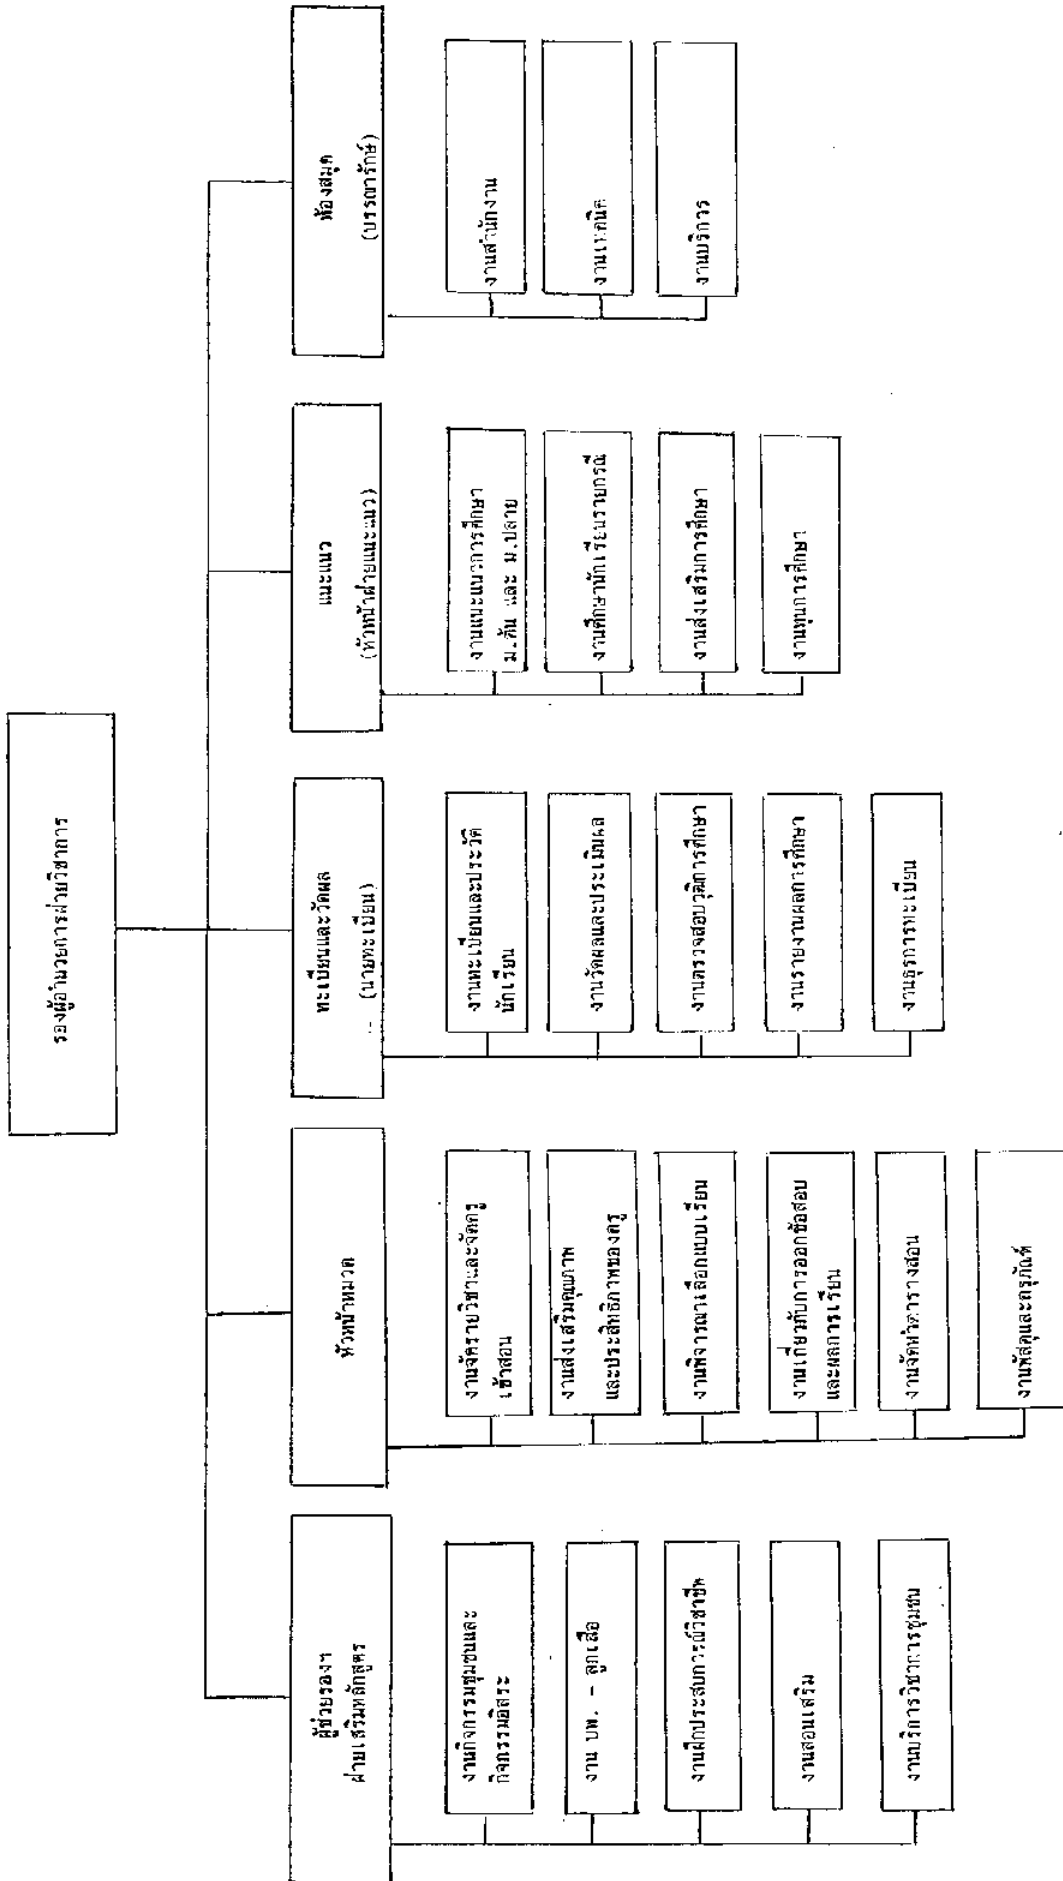 รองผู้อำนวยการฝ่ายวิชาการ
ผู้ช่วยรองฯ
ฝ่ายเสริมหลักสูตร
งานกิจกรรมชุมชนและ
กิจกรรมอิสระ
งาน บพ. - ลูกเสือ
งานฝึกประสบการณ์วิชาชีพ
งานสอนเสริม
งานบริการวิชาการชุมชน
หัวหน้าหมวด
งานจัดรายวิชาและจัดครู
เข้าสอน
งานส่งเสริมคุณภาพ
และประสิทธิภาพของครู
งานพิจารณาเลือกแบบเรียน
งานเกี่ยวกับการออกข้อสอบ
และผลการเรียน
งานจัดทำตารางสอน
งานพัสดุและครุภัณฑ์
ทะเบียนและวัดผล
(นายทะเบียน)
งานทะเบียนและประวัติ
นักเรียน
งานวัดผลและประเมินผล
งานตรวจสอบวุฒิการศึกษา
งานรายงานผลการศึกษา
งานธุรการทะเบียน
แนะแนว
(หัวหน้าฝ่ายแนะแนว)
งานแนะแนวการศึกษา
ม.ต้น และ ม.ปลาย
งานศึกษานักเรียนรายกรณี
งานส่งเสริมการศึกษา
งานทุนการศึกษา
ห้องสมุด
(บรรณารักษ์)
งานสำนักงาน
งานเทคนิค
งานบริการ